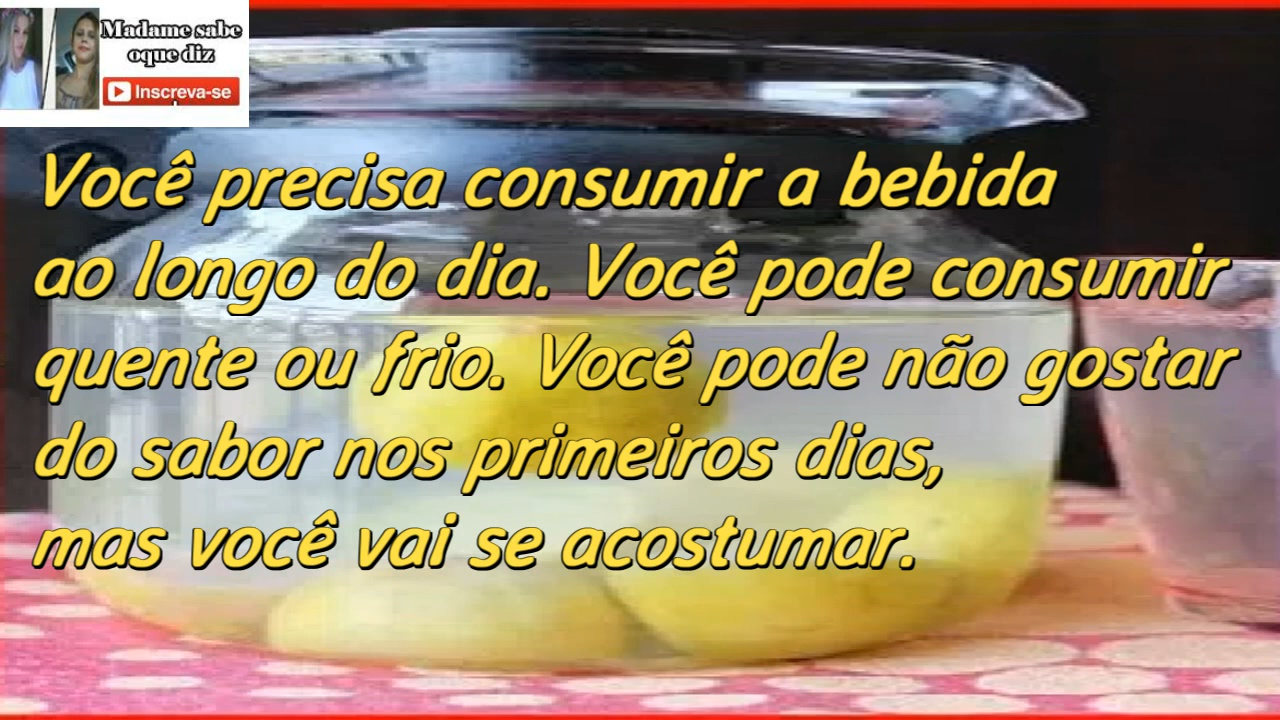 Madame sabe
oque diz
Inscreva-se
Você precisa consumir a bebida
ao longo do dia. Você pode consumir
quente ou frio. Você pode não gostar
do sabor nos primeiros dias,
mas você vai se acostumar.